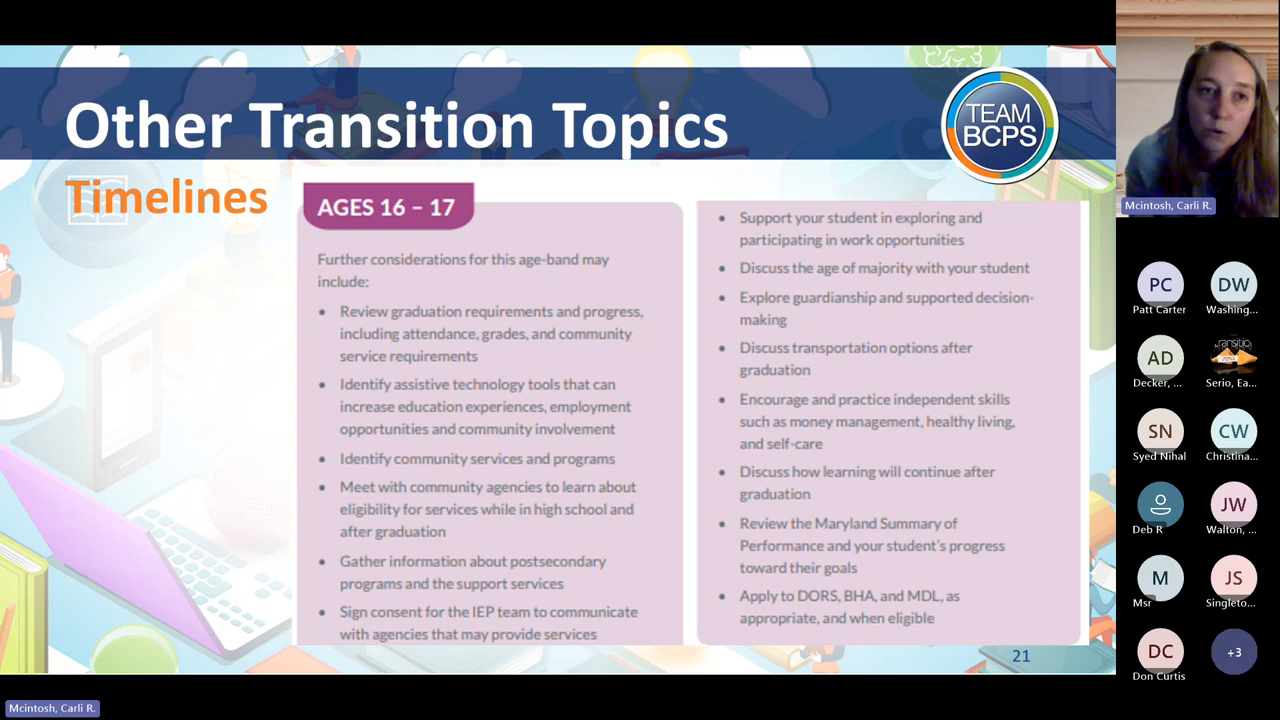 Other Transition Topics
TEAM
BCPS
Timelines
AGES 16 – 17
Further considerations for this age-band may
include:
• Review graduation requirements and progress,
including attendance, grades, and community
service requirements
• Identify assistive technology tools that can
increase education experiences, employment
opportunities and community involvement
• Identify community services and programs
• Meet with community agencies to learn about
eligibility for services while in high school and
after graduation
• Gather information about postsecondary
programs and the support services
• Sign consent for the IEP team to communicate
with agencies that may provide services
• Support your student in exploring and
participating in work opportunities
• Discuss the age of majority with your student
• Explore guardianship and supported decision-
making
• Discuss transportation options after
graduation
• Encourage and practice independent skills
such as money management, healthy living,
and self-care
• Discuss how learning will continue after
graduation
• Review the Maryland Summary of
Performance and your student's progress
toward their goals
• Apply to DORS, BHA, and MDL, as
appropriate, and when eligible
21
Mcintosh, Carli R.
PC
Patt Carter
DW
Washing...
AD
Decker, ...
Serio, Ea...
SN
Syed Nihal
CW
Christina...
Deb R
JW
Walton, ...
M
Msr
JS
Singleto...
DC
Don Curtis
+3
Mcintosh, Carli R.